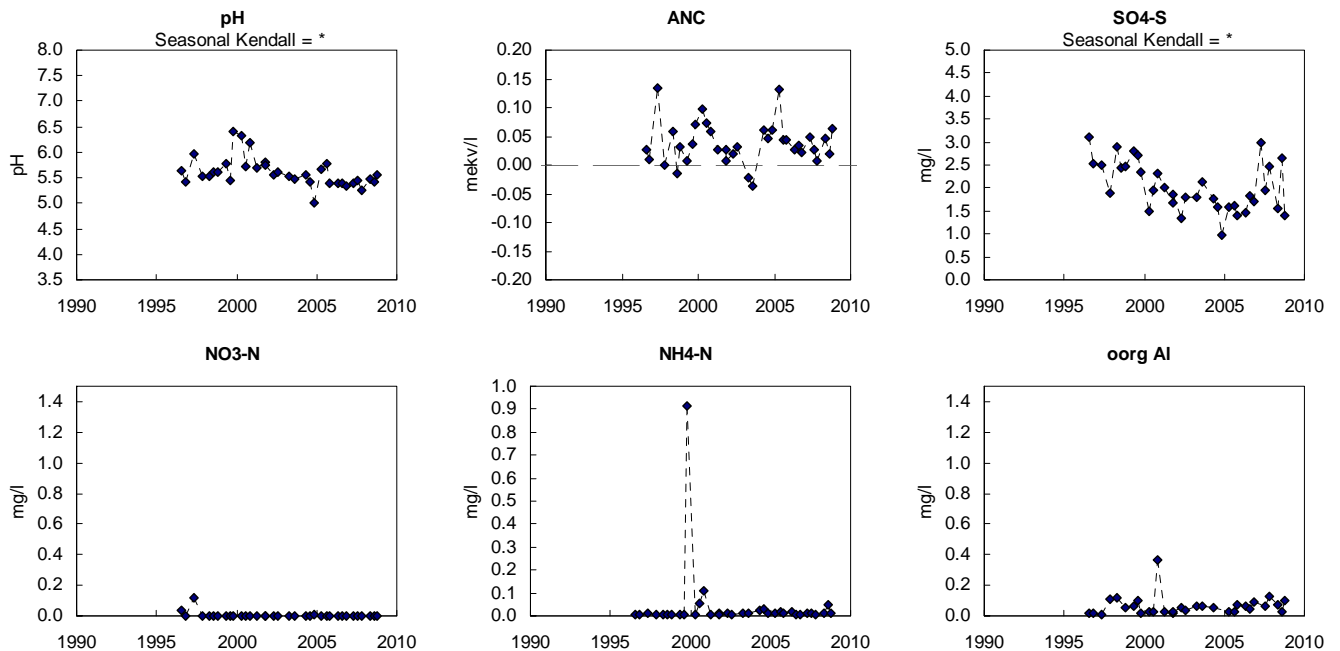 pH
Seasonal Kendall = *
8.0
7.5
7.0
6.5
6.0
5.5
5.0
4.5
4.0
3.5
pH
1990 1995 2000 2005 2010
ANC
0.20
0.15
0.10
0.05
0.00
-0.05
-0.10
-0.15
-0.20
mekv/l
1990 1995 2000 2005 2010
SO4-S
Seasonal Kendall = *
5.0
4.5
4.0
3.5
3.0
2.5
2.0
1.5
1.0
0.5
0.0
mg/l
1990 1995 2000 2005 2010
NO3-N
1.4
1.2
1.0
0.8
0.6
0.4
0.2
0.0
mg/l
1990 1995 2000 2005 2010
NH4-N
1.0
0.9
0.8
0.7
0.6
0.5
0.4
0.3
0.2
0.1
0.0
mg/l
1990 1995 2000 2005 2010
oorg Al
1.4
1.2
1.0
0.8
0.6
0.4
0.2
0.0
mg/l
1990 1995 2000 2005 2010